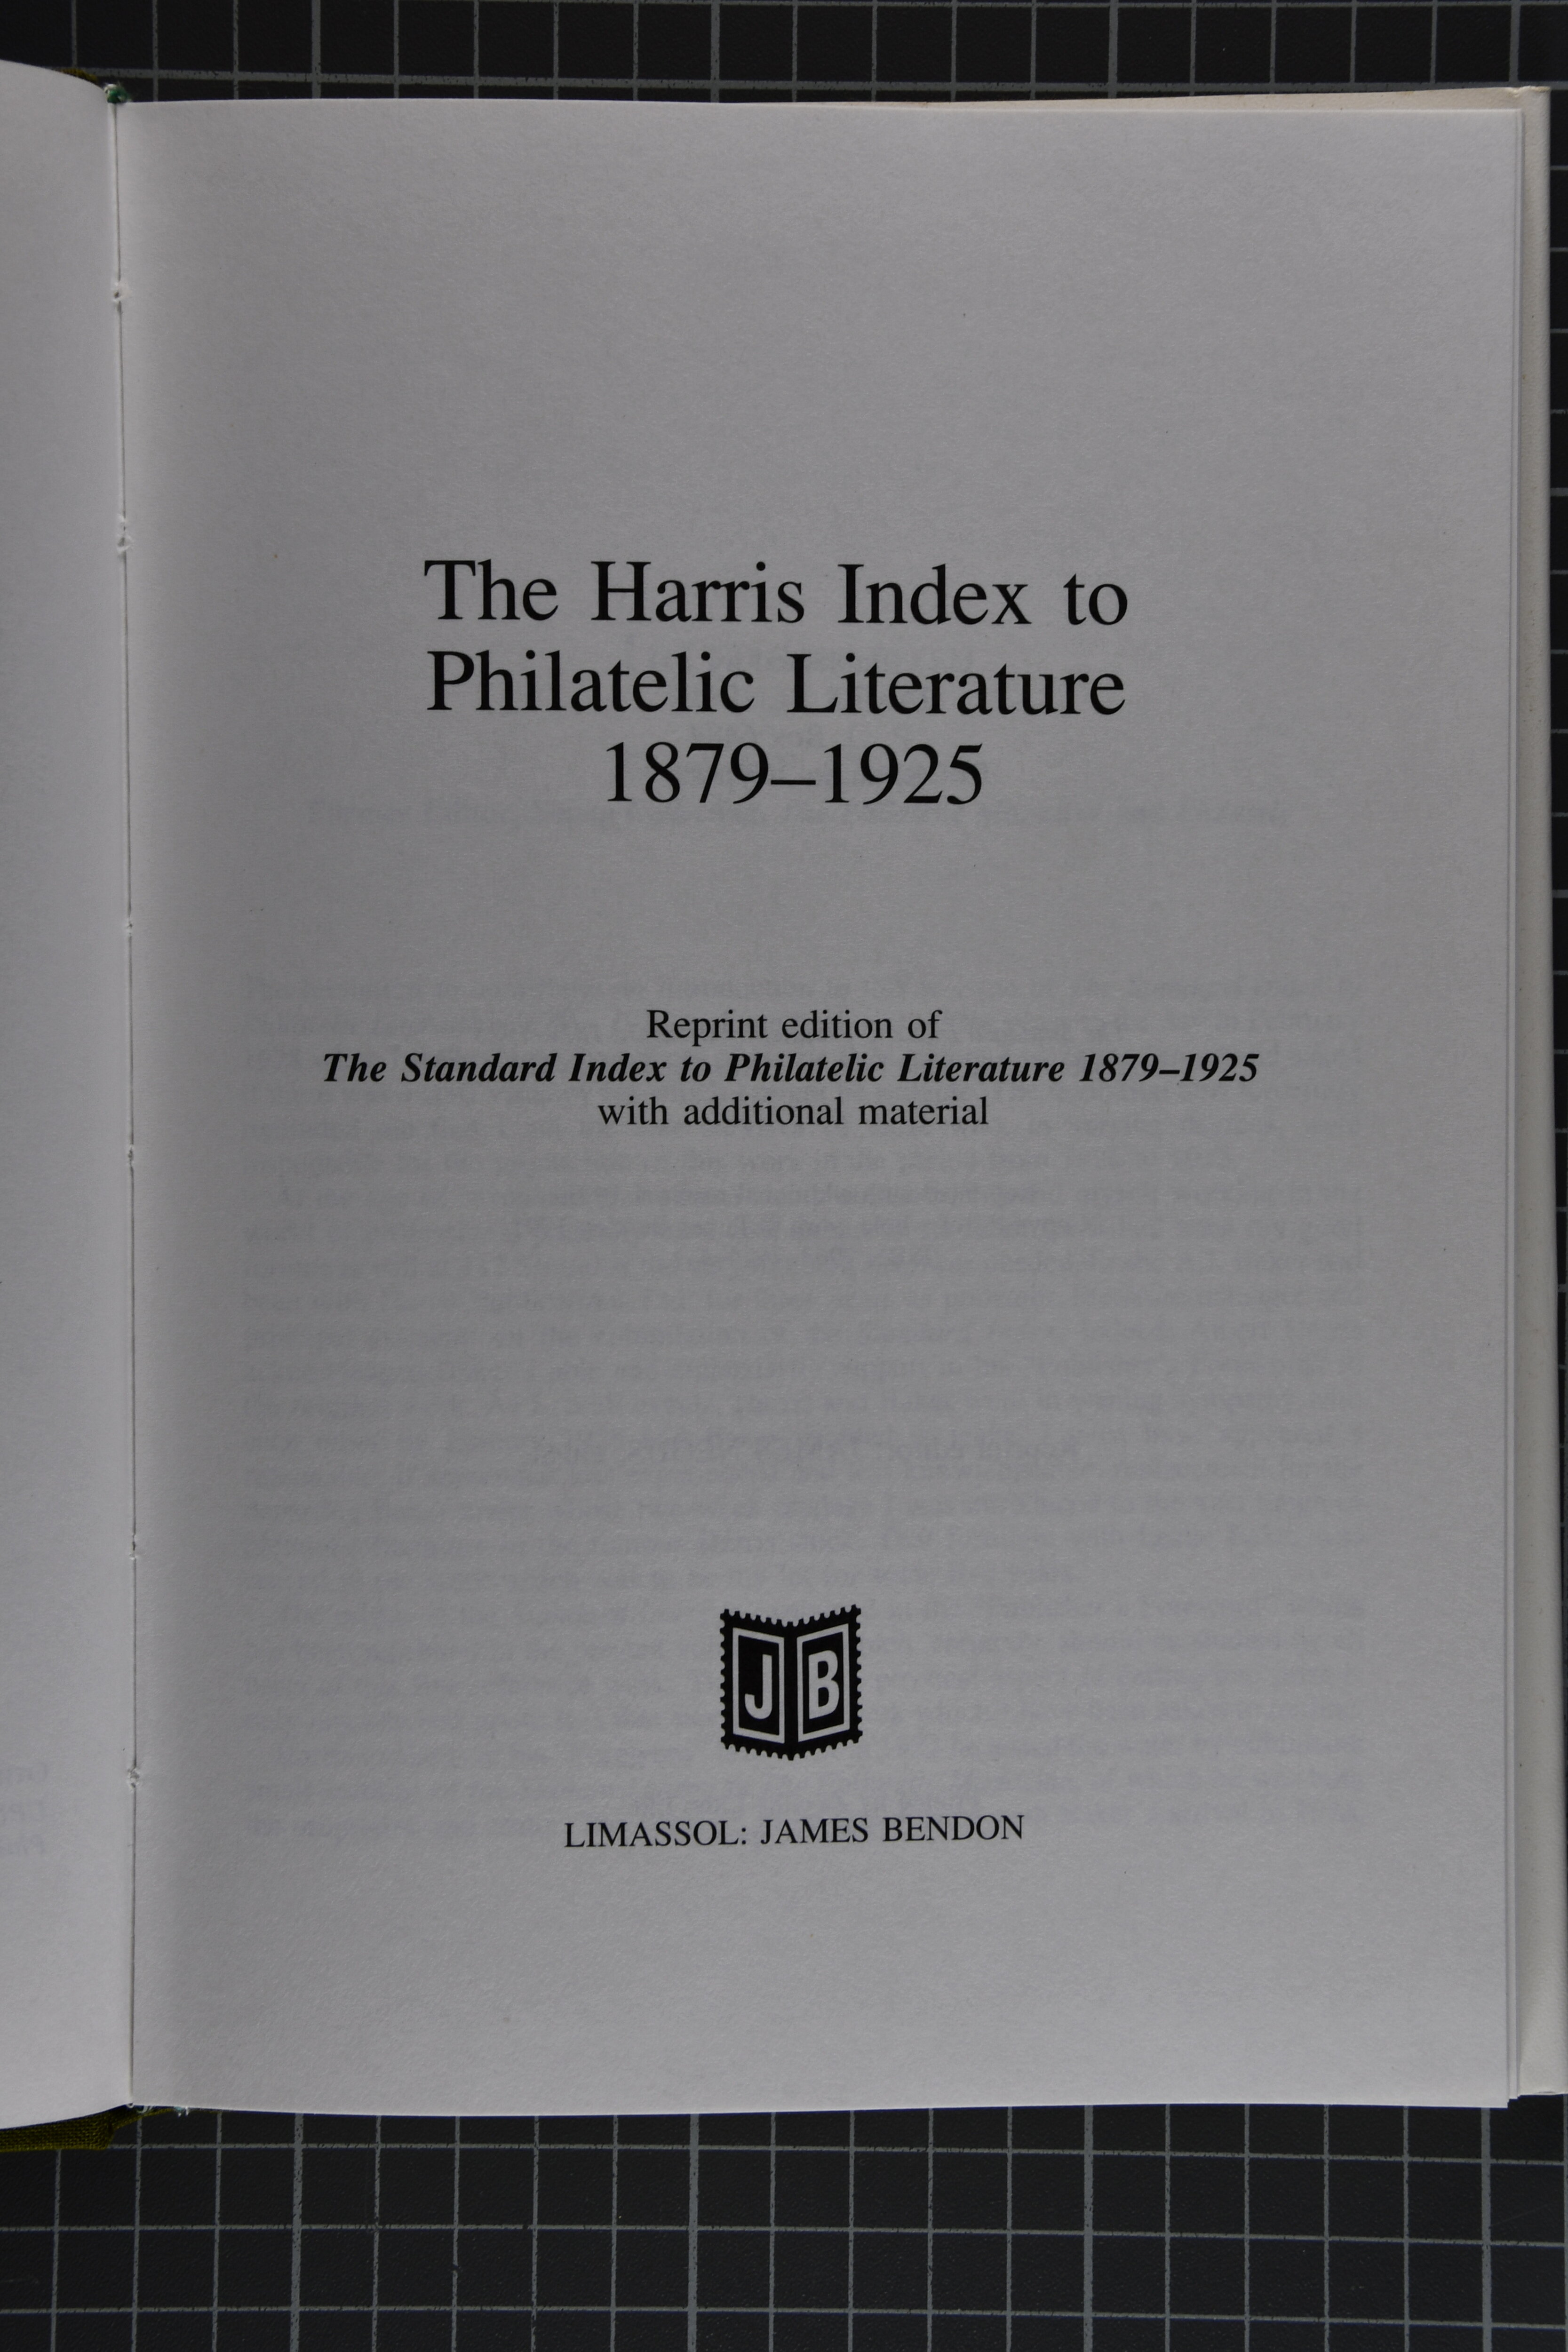 The Harris Index to
Philatelic Literature
1879–1925
Reprint edition of
The Standard Index to Philatelic Literature 1879–1925
with additional material
J B
LIMASSOL: JAMES BENDON